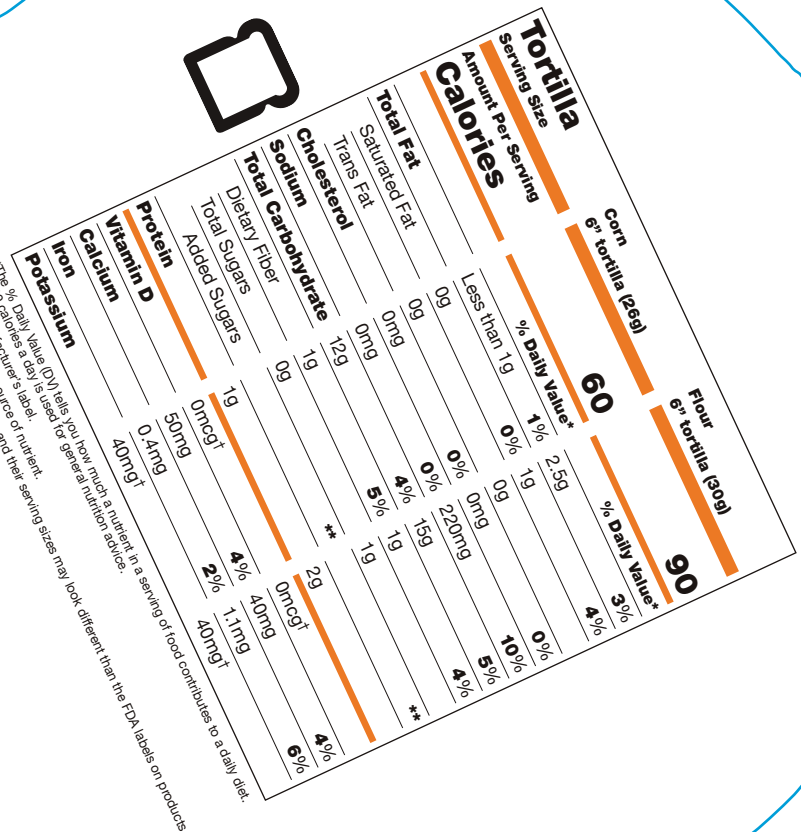 Tortilla
Serving Size
Corn
6” tortilla (26g)
Flour
6” tortilla (30g)
Amount Per Serving
Calories 60 90
% Daily Value* % Daily Value*
Total Fat Less than 1g 1% 2.5g 3%
Saturated Fat 0g 0% 1g 4%
Trans Fat 0g 0g
Cholesterol 0mg 0% 0mg 0%
Sodium 0mg 0% 220mg 10%
Total Carbohydrate 12g 4% 15g 5%
Dietary Fiber 1g 5% 1g 4%
Total Sugars 0g 1g
Added Sugars ** **
Protein 1g 2g
Vitamin D 0mcg† 0mcg†
Calcium 50mg 4% 40mg 4%
Iron 0.4mg 2% 1.1mg 6%
Potassium 40mg† 40mg†
*The % Daily Value (DV) tells you how much a nutrient in a serving of food contributes to a daily diet.
calories a day is used for general nutrition advice.
label.
of nutrient.
and their serving sizes may look different than the FDA labels on products